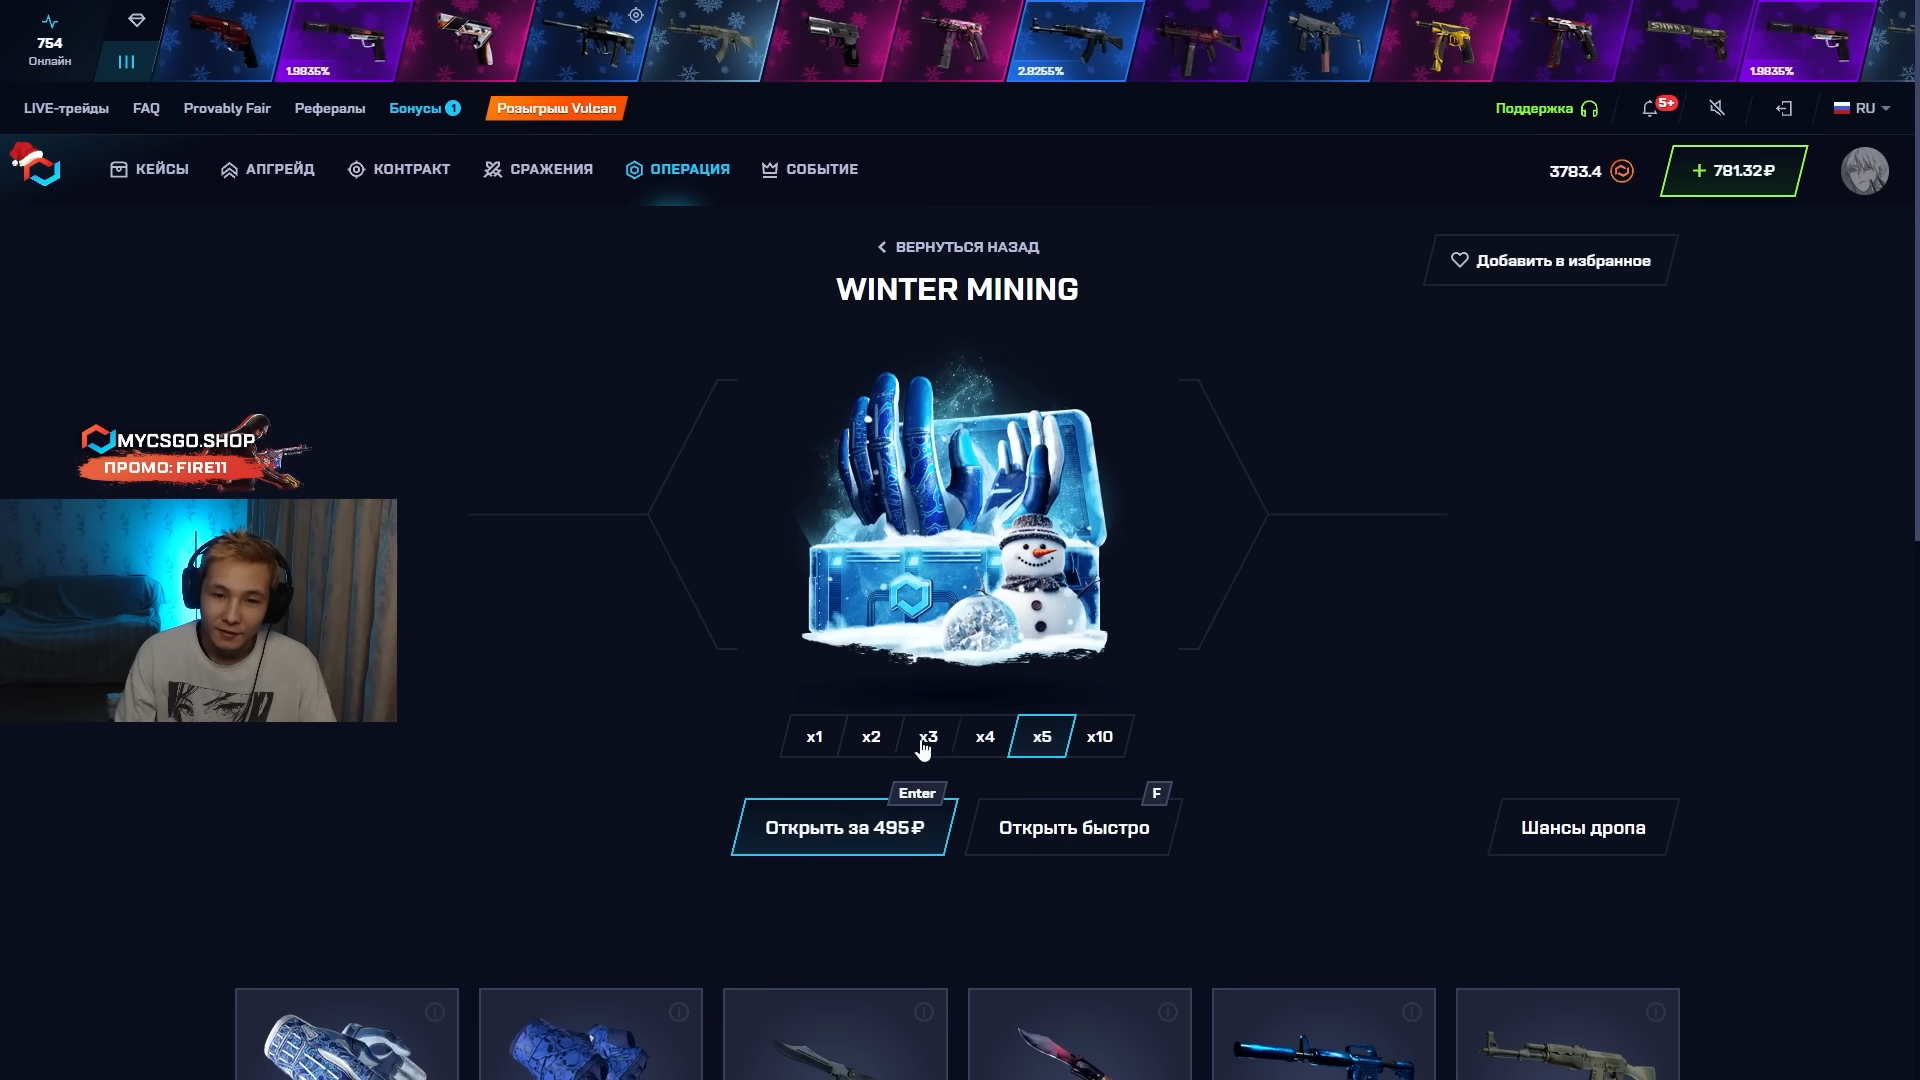 754
Онлайн
1.9835%
2.8255%
1.9835%
LIVE-трейды
FAQ
Provably Fair
Рефералы
Бонусы 1
Розыгрыш Vulcan
Поддержка
5+
RU
КЕЙСЫ
АПГРЕЙД
КОНТРАКТ
СРАЖЕНИЯ
ОПЕРАЦИЯ
СОБЫТИЕ
3783.4
+ 781.32₽
ВЕРНУТЬСЯ НАЗАД
Добавить в избранное
WINTER MINING
MYCSGO.SHOP
ПРОМО: FIRE11
x1
x2
x3
x4
x5
x10
Enter
F
Открыть за 495₽
Открыть быстро
Шансы дропа